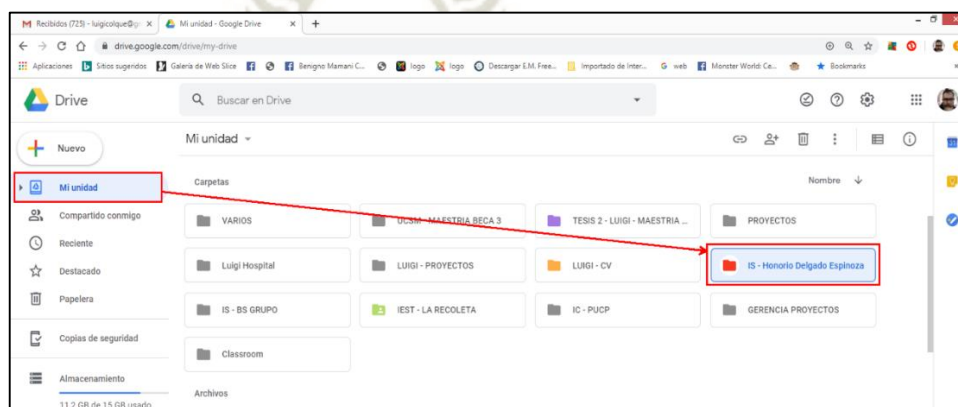 Recibidos (725) - luigicolque@g
Mi unidad - Google Drive
drive.google.com/drive/my-drive
Aplicaciones Sitios sugeridos Galería de Web Slice Benigno Mamani C... logo logo Descargar E.M. Free... Importado de Inter... web Monster World: Ca... Bookmarks
Drive
Buscar en Drive
Nuevo
Mi unidad
Mi unidad
Compartido conmigo
Reciente
Destacado
Papelera
Copias de seguridad
Almacenamiento
11.2 GB de 15 GB usado
Carpetas
Nombre
VARIOS
UCSM - MAESTRIA BECA 3
TESIS 2 - LUIGI - MAESTRIA ...
PROYECTOS
Luigi Hospital
LUIGI - PROYECTOS
LUIGI - CV
IS - Honorio Delgado Espinoza
IS - BS GRUPO
IEST - LA RECOLETA
IC - PUCP
GERENCIA PROYECTOS
Classroom
Archivos